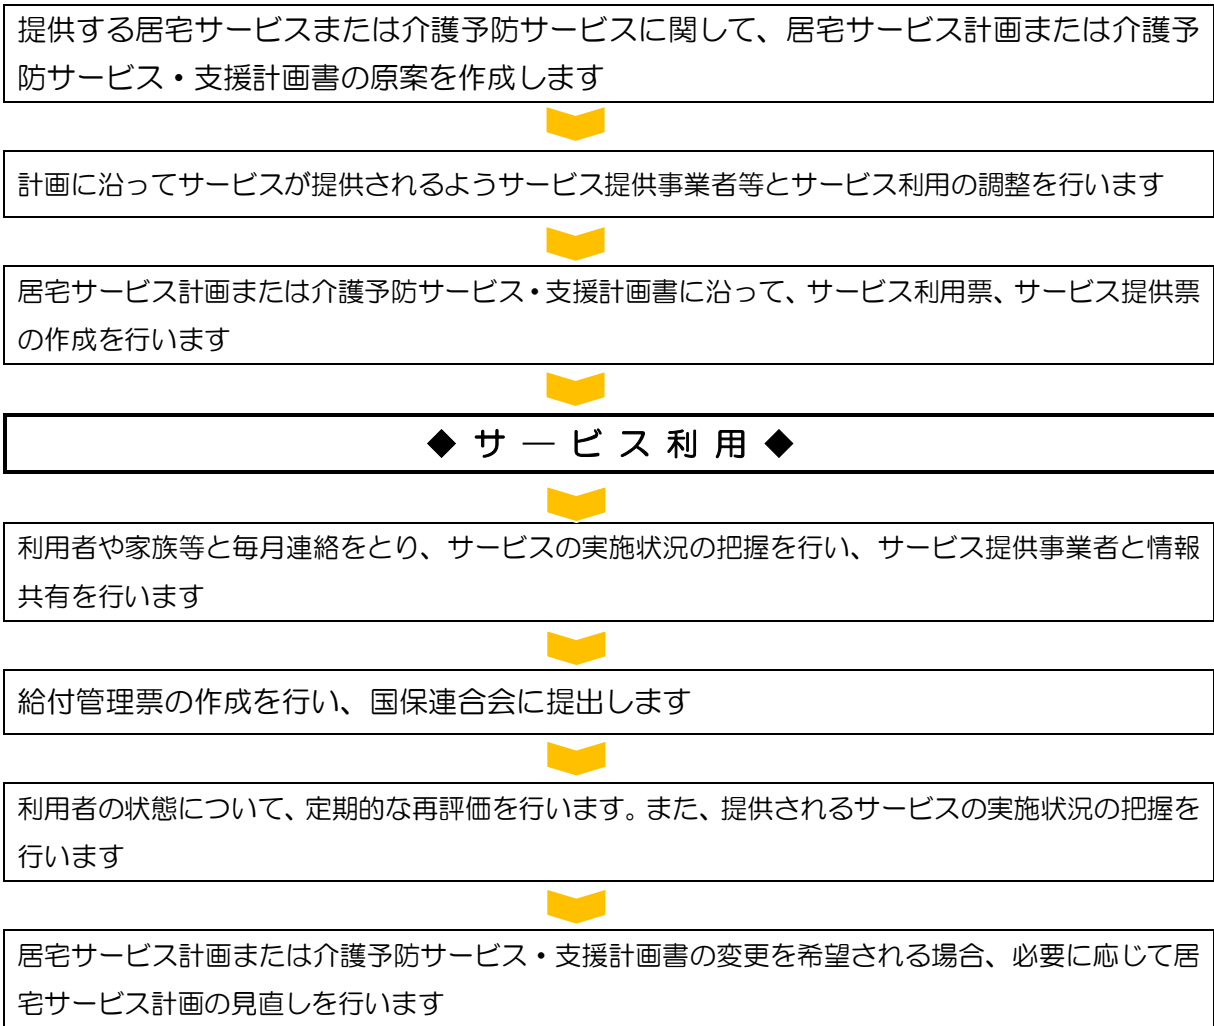 提供する居宅サービスまたは介護予防サービスに関して、居宅サービス計画または介護予
防サービス・支援計画書の原案を作成します
計画に沿ってサービスが提供されるようサービス提供事業者等とサービス利用の調整を行います
居宅サービス計画または介護予防サービス・支援計画書に沿って、サービス利用票、サービス提供票
の作成を行います
◆ サ ー ビ ス 利 用 ◆
利用者や家族等と毎月連絡をとり、サービスの実施状況の把握を行い、サービス提供事業者と情報
共有を行います
給付管理票の作成を行い、国保連合会に提出します
利用者の状態について、定期的な再評価を行います。また、提供されるサービスの実施状況の把握を
行います
居宅サービス計画または介護予防サービス・支援計画書の変更を希望される場合、必要に応じて居
宅サービス計画の見直しを行います